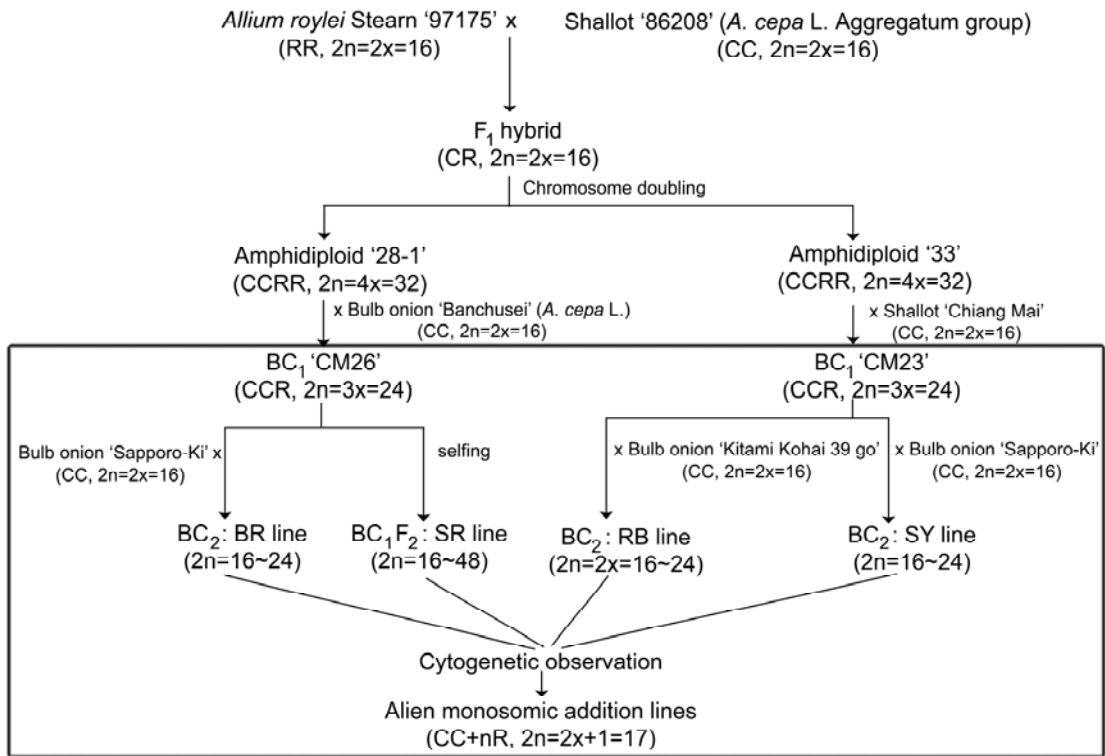 Allium roylei Stearn '97175' x
(RR, 2n=2x=16)
Shallot '86208' (A. cepa L. Aggregatum group)
(CC, 2n=2x=16)
F1 hybrid
(CR, 2n=2x=16)
Chromosome doubling
Amphidiploid '28-1'
(CCRR, 2n=4x=32)
Amphidiploid '33'
(CCRR, 2n=4x=32)
x Bulb onion 'Banchusei' (A. cepa L.)
(CC, 2n=2x=16)
x Shallot 'Chiang Mai'
(CC, 2n=2x=16)
BC1 'CM26'
(CCR, 2n=3x=24)
BC1 'CM23'
(CCR, 2n=3x=24)
Bulb onion 'Sapporo-Ki' x
(CC, 2n=2x=16)
selfing
x Bulb onion 'Kitami Kohai 39 go'
(CC, 2n=2x=16)
x Bulb onion 'Sapporo-Ki'
(CC, 2n=2x=16)
BC2: BR line
(2n=16~24)
BC1F2: SR line
(2n=16~48)
BC2: RB line
(2n=2x=16~24)
BC2: SY line
(2n=16~24)
Cytogenetic observation
Alien monosomic addition lines
(CC+nR, 2n=2x+1=17)